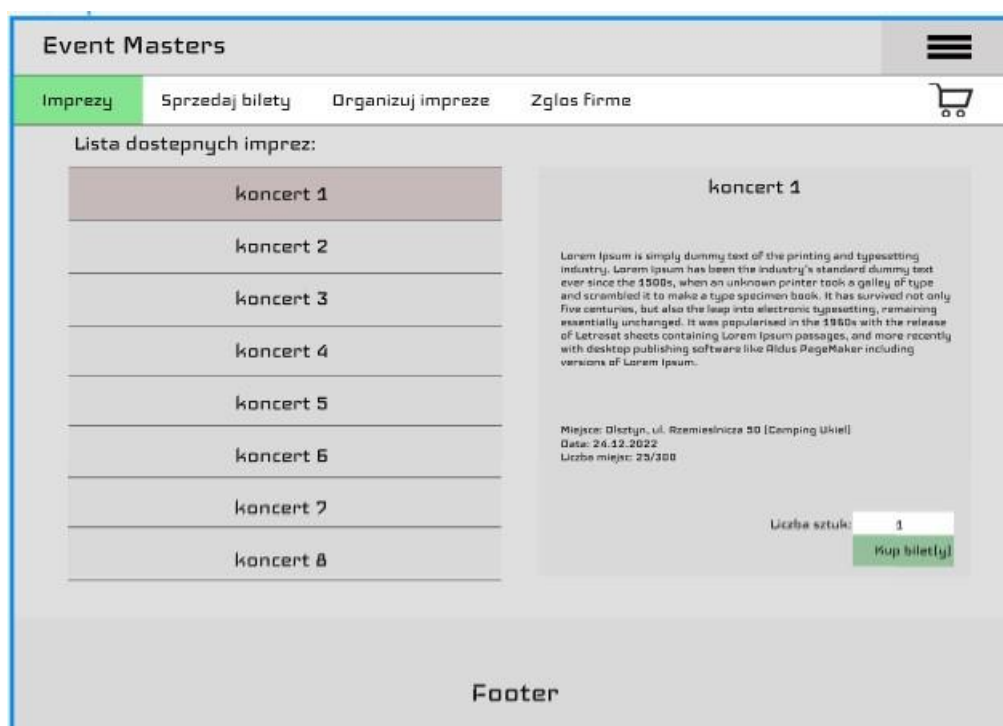 Event Masters
Imprezy Sprzedaj bilety Organizuj impreze Zglos firme
Lista dostepnych imprez:
koncert 1
koncert 2
koncert 3
koncert 4
koncert 5
koncert 6
koncert 7
koncert 8
koncert 1
Lorem Ipsum is simply dummy text of the printing and typesetting
industry. Lorem Ipsum has been the industry's standard dummy text
ever since the 1500s, when an unknown printer took a galley of type
and scrambled it to make a type specimen book. It has survived not only
five centuries, but also the leap into electronic typesetting, remaining
essentially unchanged. It was popularised in the 1960s with the release
of Letraset sheets containing Lorem Ipsum passages, and more recently
with desktop publishing software like Aldus PageMaker including
versions of Lorem Ipsum.
Miejsce: Olsztyn, ul. Rzemieslnicza 50 (Camping Ukiel)
Data: 24.12.2022
Liczba miejsc: 25/300
Liczba sztuk: 1
Kup bilet(y)
Footer